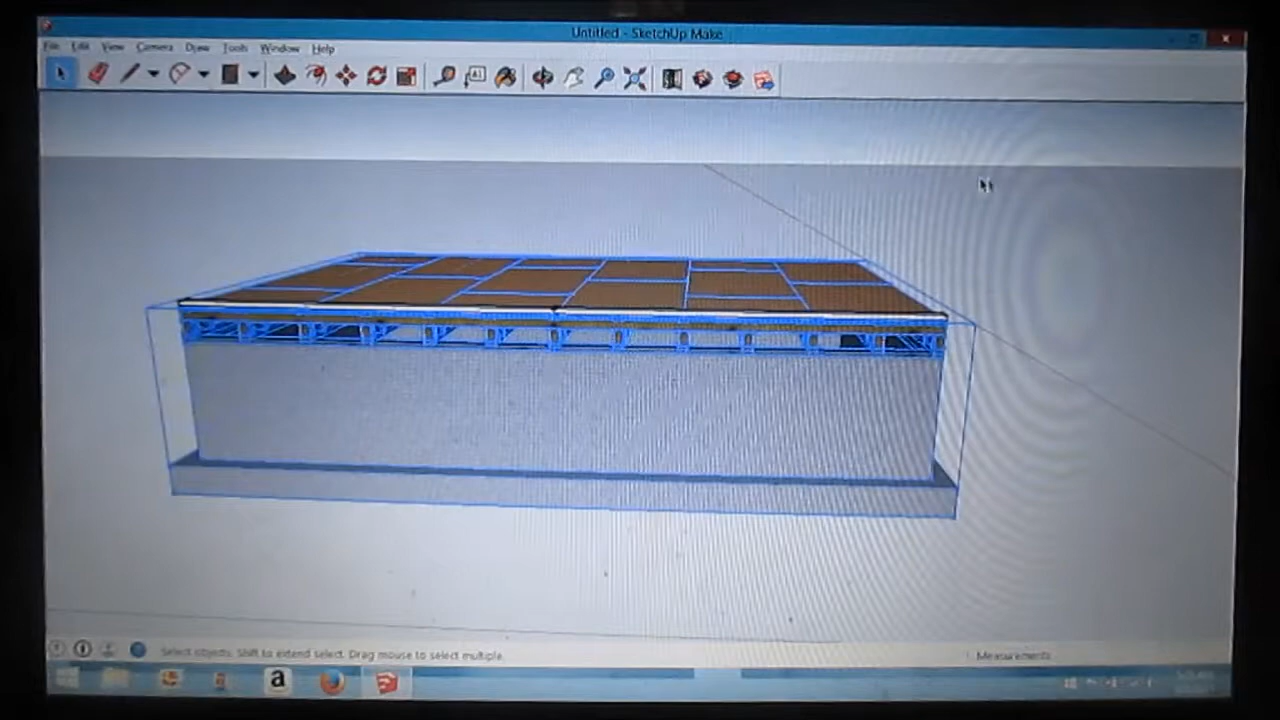 Untitled - SketchUp Make
File Edit View Camera Draw Tools Window Help
A1
Select objects. Shift to extend select. Drag mouse to select multiple.
Measurements
a